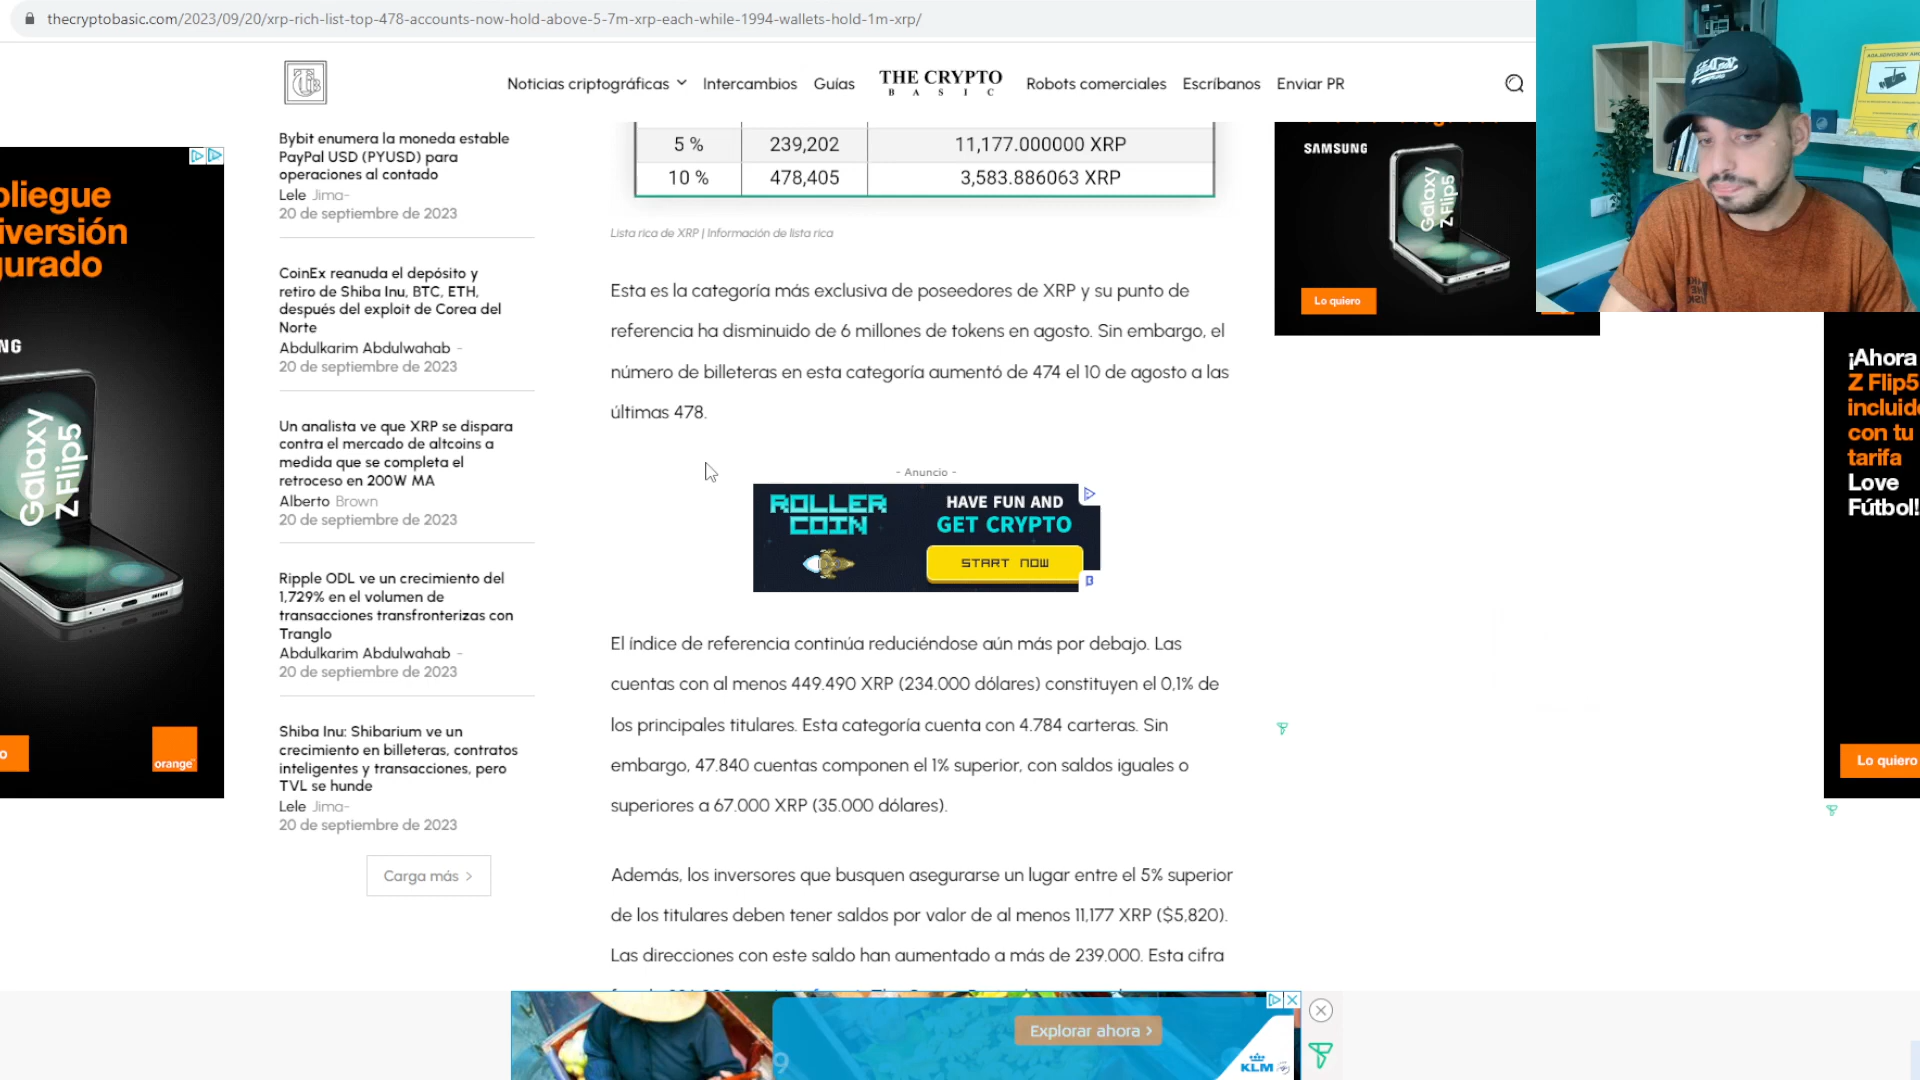 thecryptobasic.com/2023/09/20/xrp-rich-list-top-478-accounts-now-hold-above-5-7m-xrp-each-while-1994-wallets-hold-1m-xrp/
Noticias criptográficas
Intercambios
Guías
THE CRYPTO
BASIC
Robots comerciales
Escríbanos
Enviar PR
Bybit enumera la moneda estable
PayPal USD (PYUSD) para
operaciones al contado
Lele Jima-
20 de septiembre de 2023
CoinEx reanuda el depósito y
retiro de Shiba Inu, BTC, ETH,
después del exploit de Corea del
Norte
Abdulkarim Abdulwahab -
20 de septiembre de 2023
Un analista ve que XRP se dispara
contra el mercado de altcoins a
medida que se completa el
retroceso en 200W MA
Alberto Brown
20 de septiembre de 2023
Ripple ODL ve un crecimiento del
1,729% en el volumen de
transacciones transfronterizas con
Tranglo
Abdulkarim Abdulwahab -
20 de septiembre de 2023
Shiba Inu: Shibarium ve un
crecimiento en billeteras, contratos
inteligentes y transacciones, pero
TVL se hunde
Lele Jima-
20 de septiembre de 2023
Carga más >
5 % 239,202 11,177.000000 XRP
10 % 478,405 3,583.886063 XRP
Lista rica de XRP | Información de lista rica
Esta es la categoría más exclusiva de poseedores de XRP y su punto de
referencia ha disminuido de 6 millones de tokens en agosto. Sin embargo, el
número de billeteras en esta categoría aumentó de 474 el 10 de agosto a las
últimas 478.
- Anuncio -
ROLLER
COIN
HAVE FUN AND
GET CRYPTO
START NOW
El índice de referencia continúa reduciéndose aún más por debajo. Las
cuentas con al menos 449.490 XRP (234.000 dólares) constituyen el 0,1% de
los principales titulares. Esta categoría cuenta con 4.784 carteras. Sin
embargo, 47.840 cuentas componen el 1% superior, con saldos iguales o
superiores a 67.000 XRP (35.000 dólares).
Además, los inversores que busquen asegurarse un lugar entre el 5% superior
de los titulares deben tener saldos por valor de al menos 11,177 XRP ($5,820).
Las direcciones con este saldo han aumentado a más de 239.000. Esta cifra
pliegue
iversión
urado
NG
Galaxy
Z Flip5
o
orange
SAMSUNG
Galaxy
Z Flip5
Lo quiero
¡Ahora
Z Flip5
incluido
con tu
tarifa
Love
Fútbol!
Lo quiero
Explorar ahora >
KLM